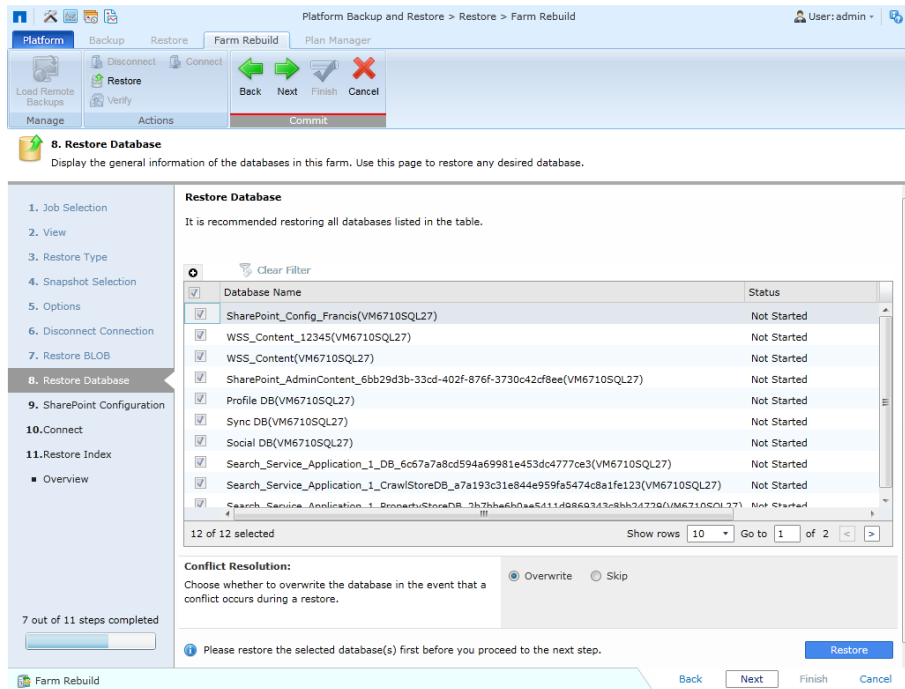 Platform Backup and Restore > Restore > Farm Rebuild
User: admin
Platform Backup Restore Farm Rebuild Plan Manager
Load Remote Backups
Disconnect Connect
Restore
Verify
Back Next Finish Cancel
Manage Actions Commit
8. Restore Database
Display the general information of the databases in this farm. Use this page to restore any desired database.
1. Job Selection
2. View
3. Restore Type
4. Snapshot Selection
5. Options
6. Disconnect Connection
7. Restore BLOB
8. Restore Database
9. SharePoint Configuration
10.Connect
11.Restore Index
Overview
7 out of 11 steps completed
Restore Database
It is recommended restoring all databases listed in the table.
Clear Filter
Database Name Status
SharePoint_Config_Francis(VM6710SQL27) Not Started
WSS_Content_12345(VM6710SQL27) Not Started
WSS_Content(VM6710SQL27) Not Started
SharePoint_AdminContent_6bb29d3b-33cd-402f-876f-3730c42cf8ee(VM6710SQL27) Not Started
Profile DB(VM6710SQL27) Not Started
Sync DB(VM6710SQL27) Not Started
Social DB(VM6710SQL27) Not Started
Search_Service_Application_1_DB_6c67a7a8cd594a69981e453dc4777ce3(VM6710SQL27) Not Started
Search_Service_Application_1_CrawlStoreDB_a7a193c31e844e959fa5474c8a1fe123(VM6710SQL27) Not Started
Search_Service_Application_1_PropertyStoreDB_2b7bbe6b0ae5411d9869343c8bb24729(VM6710SQL27) Not Started
12 of 12 selected
Show rows 10 Go to 1 of 2 < >
Conflict Resolution:
Choose whether to overwrite the database in the event that a
conflict occurs during a restore.
Overwrite Skip
Please restore the selected database(s) first before you proceed to the next step.
Restore
Farm Rebuild
Back Next Finish Cancel